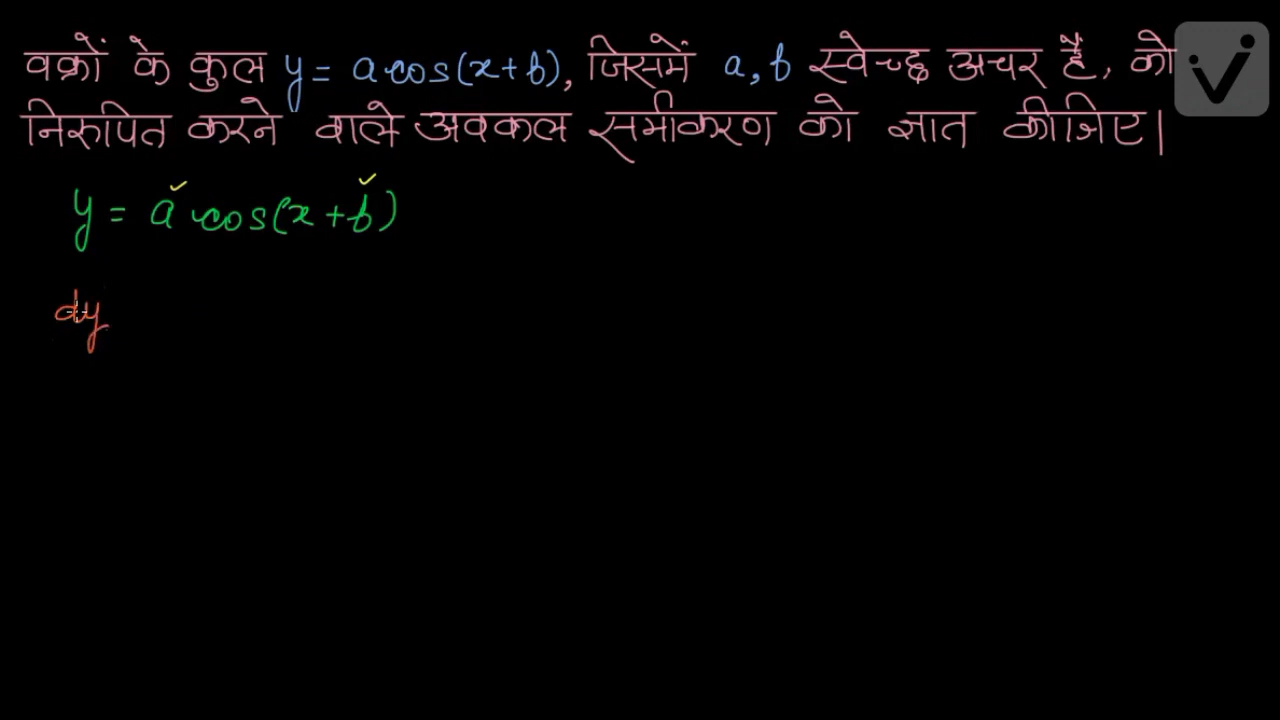 वक्रों के कुल y = a cos(x + b), जिसमें a, b स्वेच्छ अचर हैं, को
निरुपित करने वाले अवकल समीकरण को ज्ञात कीजिए।
y = a cos(x + b)
dy